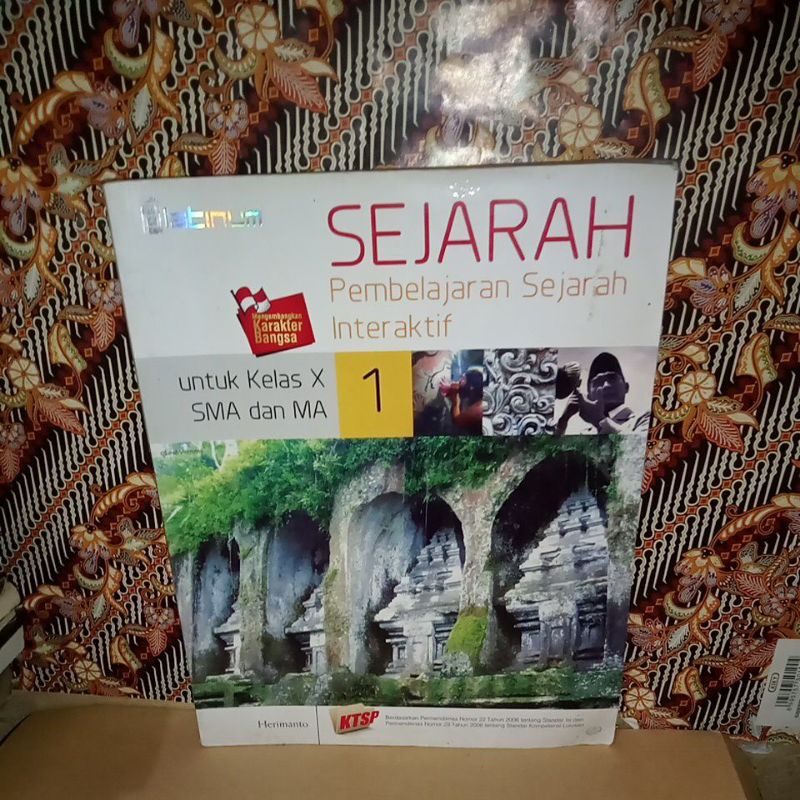 Platinum
SEJARAH
Pembelajaran Sejarah
Interaktif
Mengembangkan
Karakter
Bangsa
untuk Kelas X
SMA dan MA
1
Herimanto
KTSP
Berdasarkan Permendiknas Nomor 22 Tahun 2006 tentang Standar Isi dan
Permendiknas Nomor 23 Tahun 2006 tentang Standar Kompetensi Lulusan